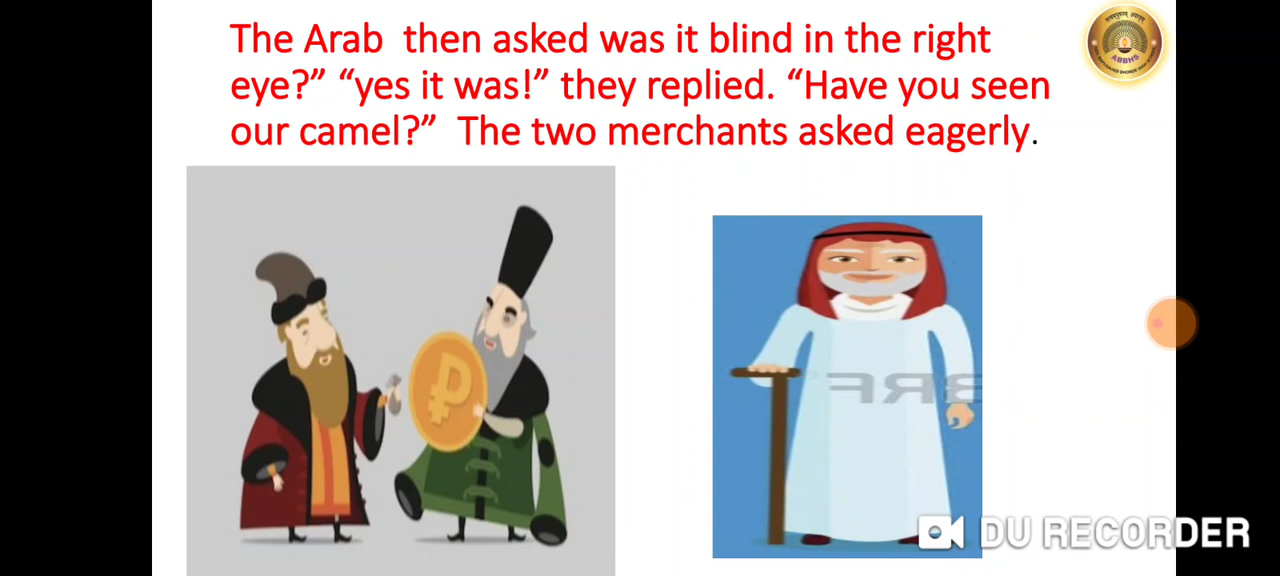 The Arab then asked was it blind in the right
eye?” “yes it was!” they replied. “Have you seen
our camel?” The two merchants asked eagerly.
ABBHS
DU RECORDER